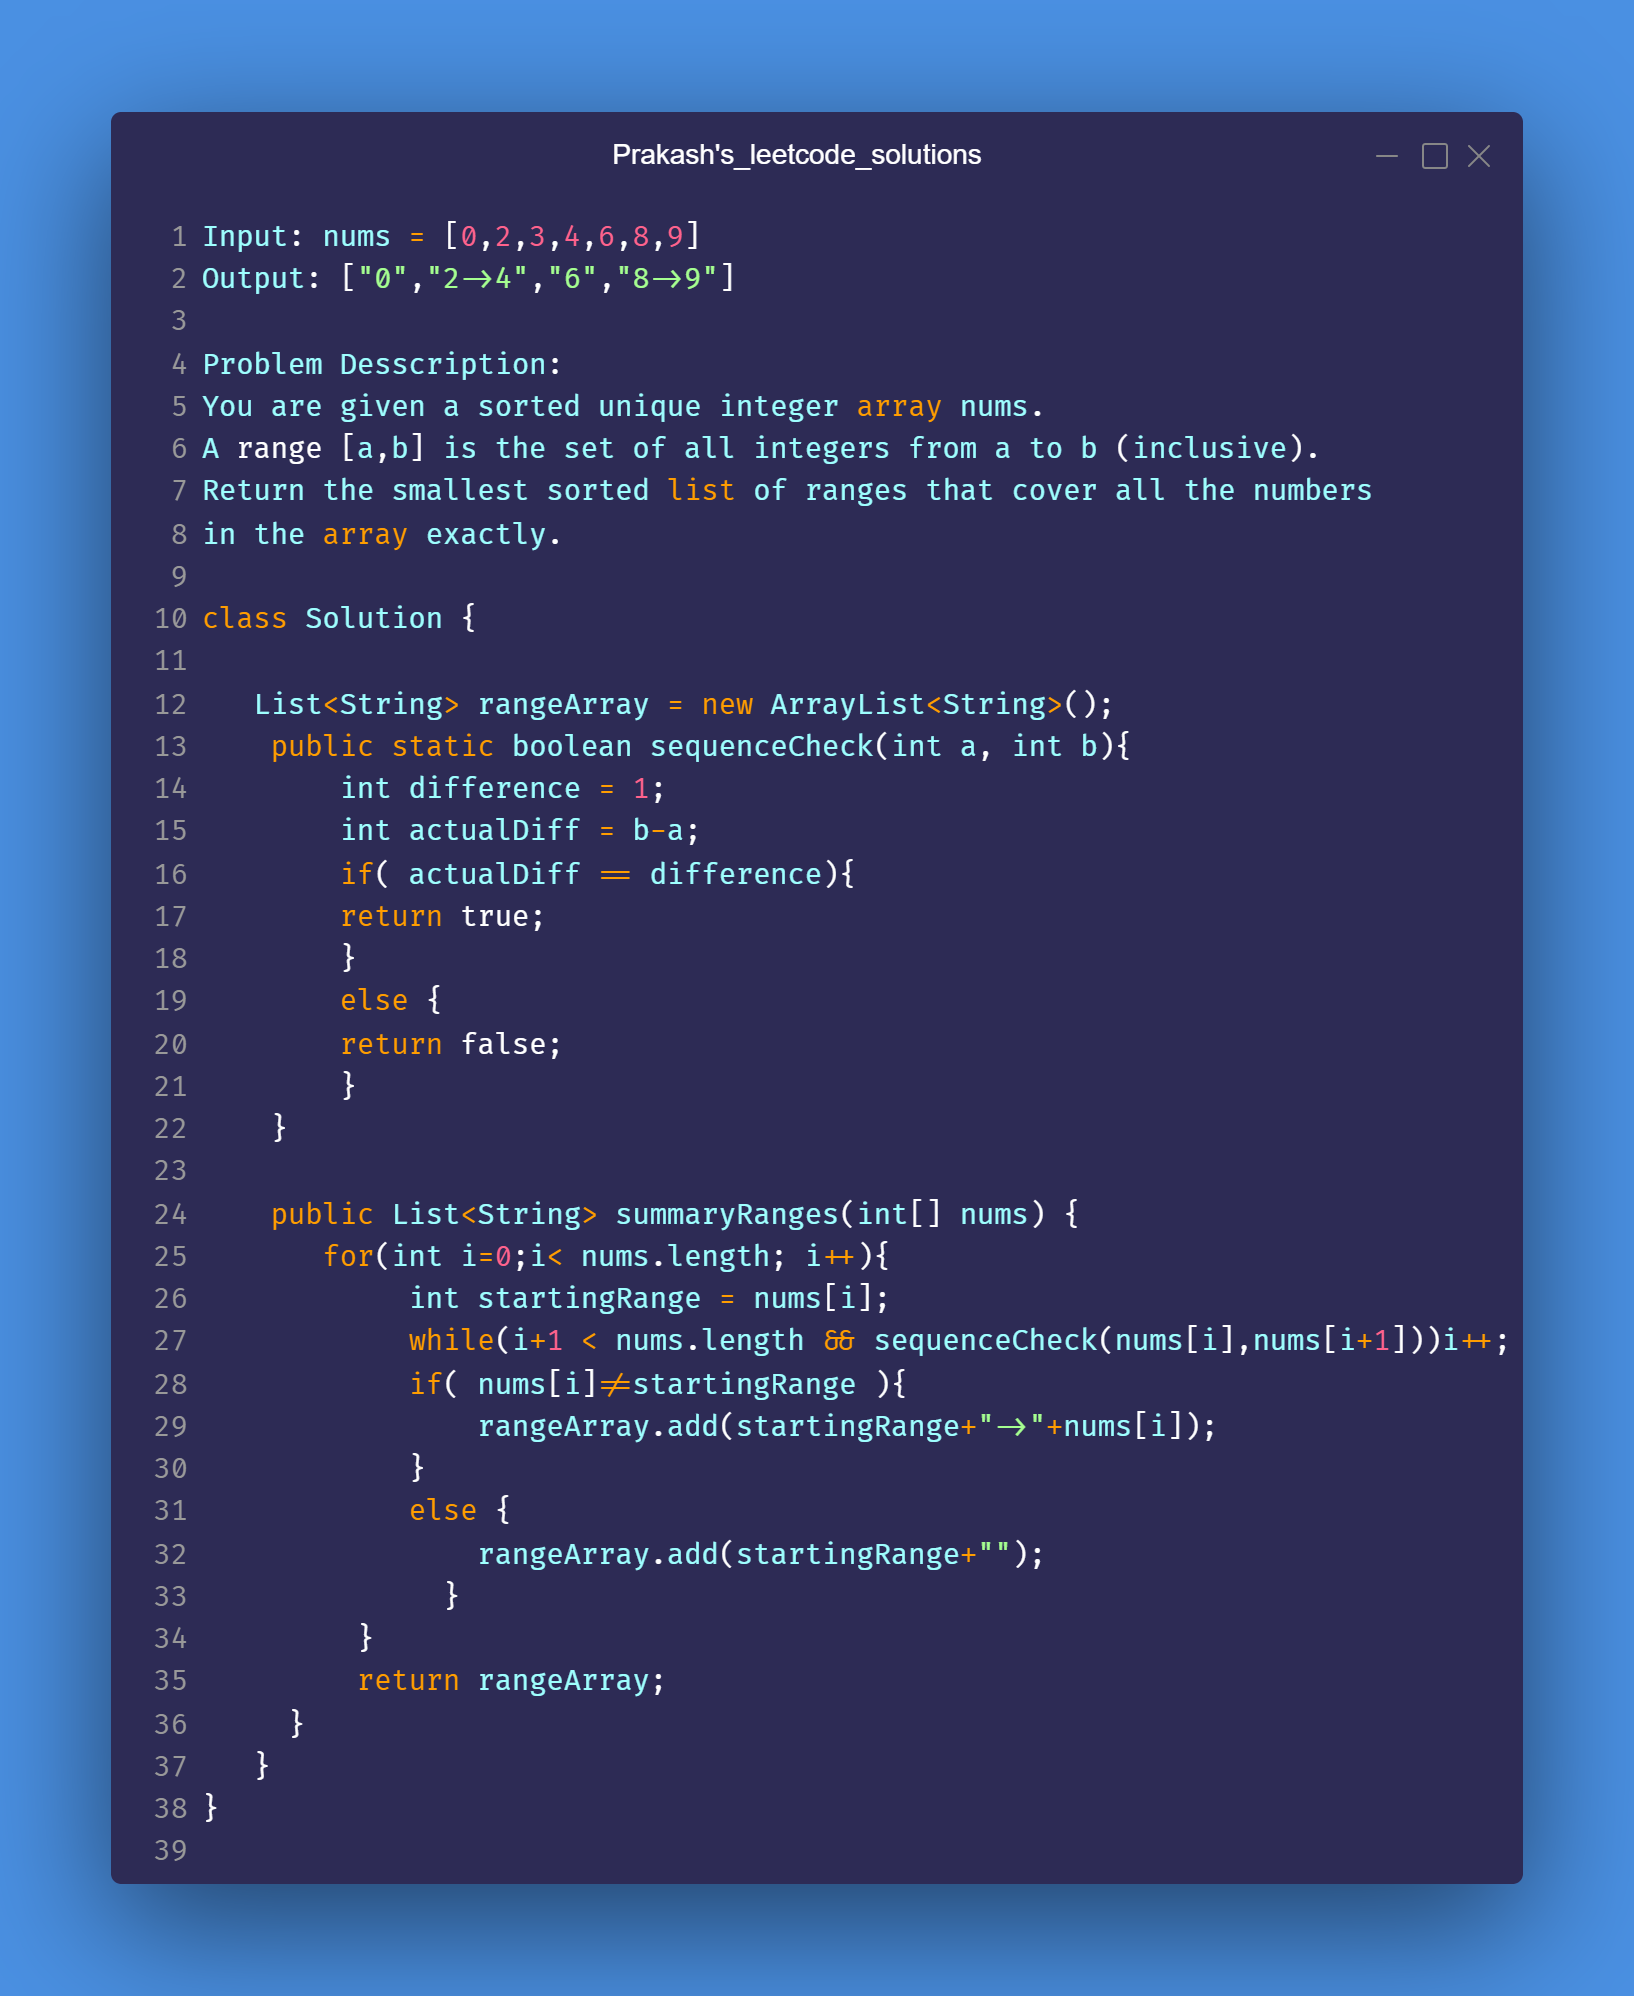 Prakash's_leetcode_solutions
1 Input: nums = [0,2,3,4,6,8,9]
2 Output: ["0","2->4","6","8->9"]
3
4 Problem Desscription:
5 You are given a sorted unique integer array nums.
6 A range [a,b] is the set of all integers from a to b (inclusive).
7 Return the smallest sorted list of ranges that cover all the numbers
8 in the array exactly.
9
10 class Solution {
11
12    List<String> rangeArray = new ArrayList<String>();
13     public static boolean sequenceCheck(int a, int b){
14         int difference = 1;
15         int actualDiff = b-a;
16         if( actualDiff == difference){
17         return true;
18         }
19         else {
20         return false;
21         }
22     }
23
24     public List<String> summaryRanges(int[] nums) {
25        for(int i=0;i< nums.length; i++){
26             int startingRange = nums[i];
27             while(i+1 < nums.length && sequenceCheck(nums[i],nums[i+1]))i++;
28             if( nums[i]!=startingRange ){
29                 rangeArray.add(startingRange+"->"+nums[i]);
30             }
31             else {
32                 rangeArray.add(startingRange+"");
33               }
34          }
35          return rangeArray;
36      }
37    }
38 }
39